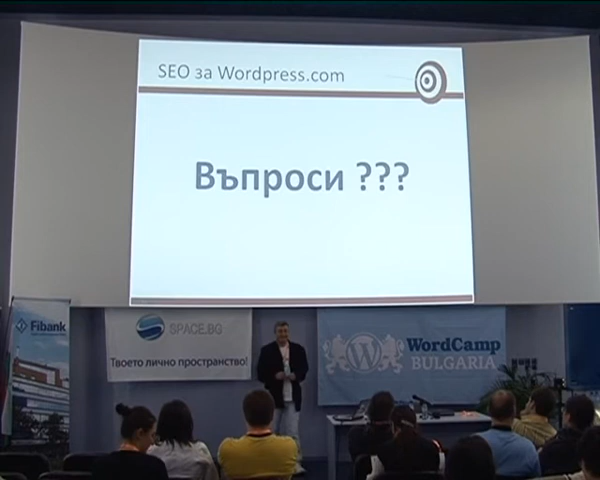 SEO за Wordpress.com
Въпроси ???
Fibank
SPACE.BG
Твоето лично пространство!
WordCamp
BULGARIA